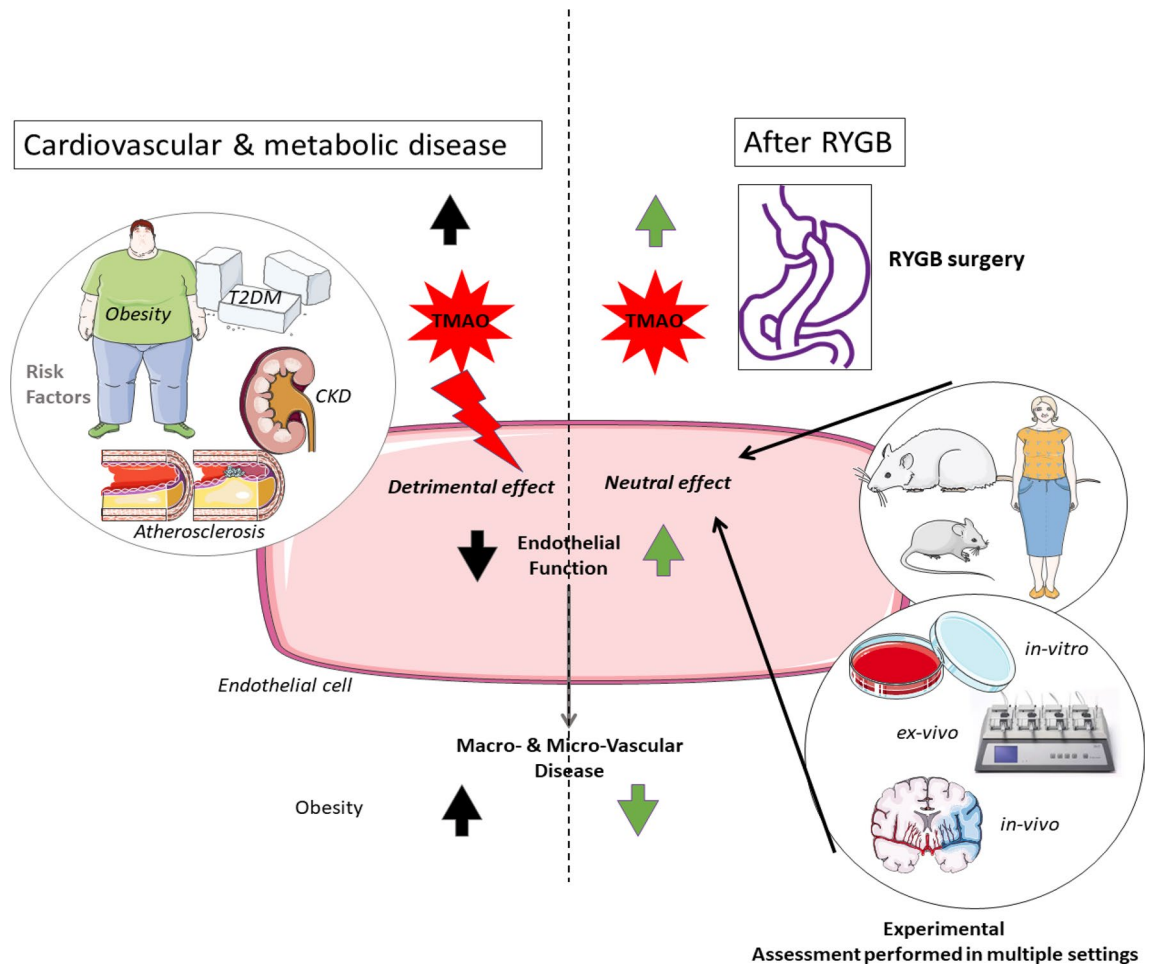 Cardiovascular & metabolic disease
After RYGB
RYGB surgery
T2DM
Obesity
TMAO
TMAO
Risk
Factors
CKD
Atherosclerosis
Detrimental effect
Neutral effect
Endothelial
Function
Endothelial cell
in-vitro
ex-vivo
in-vivo
Macro- & Micro-Vascular
Disease
Obesity
Experimental
Assessment performed in multiple settings